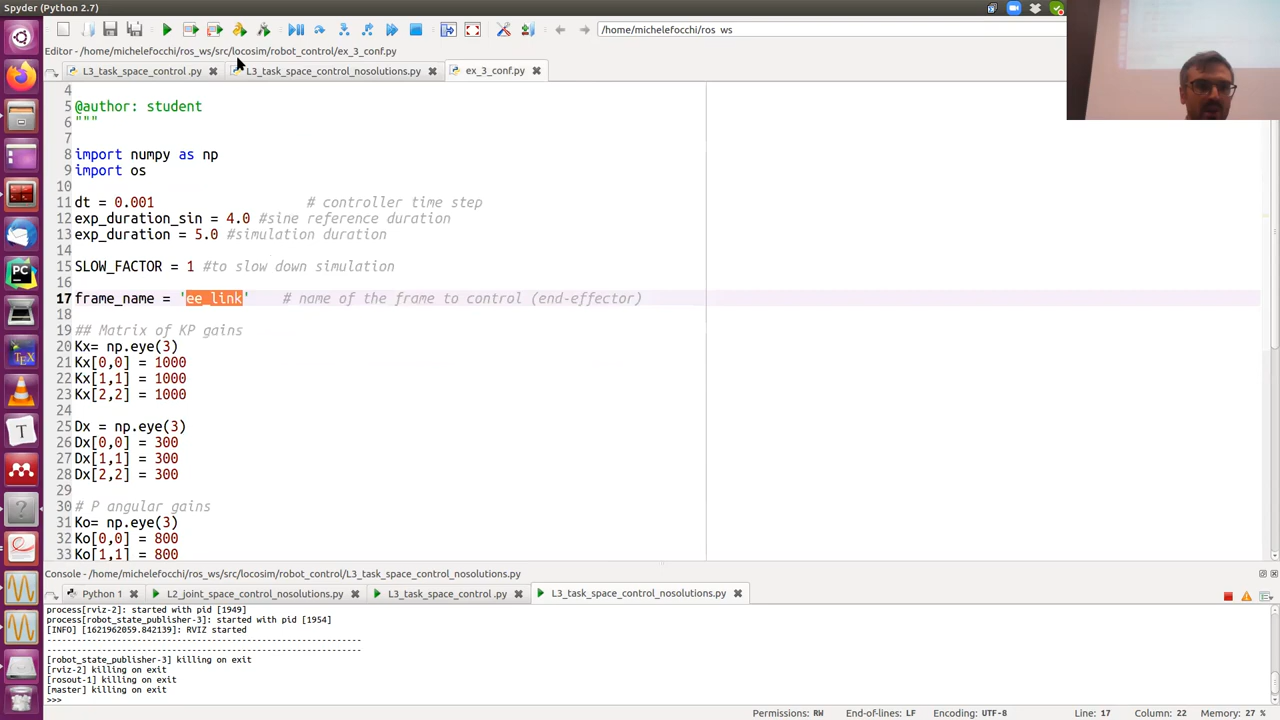 Spyder (Python 2.7)
/home/michelefocchi/ros_ws
Editor - /home/michelefocchi/ros_ws/src/locosim/robot_control/ex_3_conf.py
L3_task_space_control .py
L3_task_space_control_nosolutions.py
ex_3_conf.py
4
5 @author: student
6 """
7
8 import numpy as np
9 import os
10
11 dt = 0.001 # controller time step
12 exp_duration_sin = 4.0 #sine reference duration
13 exp_duration = 5.0 #simulation duration
14
15 SLOW_FACTOR = 1 #to slow down simulation
16
17 frame_name = 'ee_link' # name of the frame to control (end-effector)
18
19 ## Matrix of KP gains
20 Kx= np.eye(3)
21 Kx[0,0] = 1000
22 Kx[1,1] = 1000
23 Kx[2,2] = 1000
24
25 Dx = np.eye(3)
26 Dx[0,0] = 300
27 Dx[1,1] = 300
28 Dx[2,2] = 300
29
30 # P angular gains
31 Ko= np.eye(3)
32 Ko[0,0] = 800
33 Ko[1,1] = 800
Console - /home/michelefocchi/ros_ws/src/locosim/robot_control/L3_task_space_control_nosolutions.py
Python 1
L2_joint_space_control_nosolutions.py
L3_task_space_control .py
L3_task_space_control_nosolutions.py
process[rviz-2]: started with pid [1949]
process[robot_state_publisher-3]: started with pid [1954]
[INFO] [1621962059.842139]: RVIZ started
---------------------------------------------------------------
---------------------------------------------------------------
[robot_state_publisher-3] killing on exit
[rviz-2] killing on exit
[rosout-1] killing on exit
[master] killing on exit
>>>
Permissions: RW End-of-lines: LF Encoding: UTF-8 Line: 17 Column: 22 Memory: 27 %